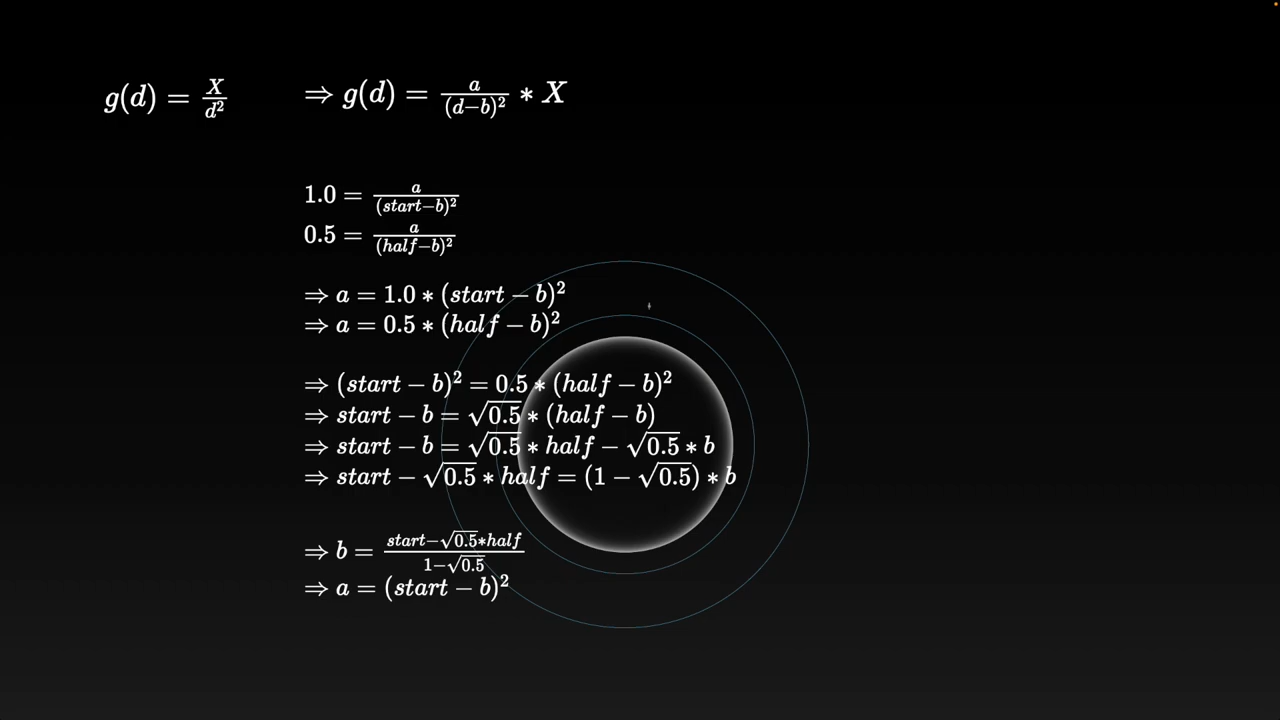 g(d) = X/d² ⇒ g(d) = a/(d−b)² * X
1.0 = a/(start−b)²
0.5 = a/(half−b)²
⇒ a = 1.0 * (start − b)²
⇒ a = 0.5 * (half − b)²
⇒ (start − b)² = 0.5 * (half − b)²
⇒ start − b = √0.5 * (half − b)
⇒ start − b = √0.5 * half − √0.5 * b
⇒ start − √0.5 * half = (1 − √0.5) * b
⇒ b = (start−√0.5*half)/(1−√0.5)
⇒ a = (start − b)²